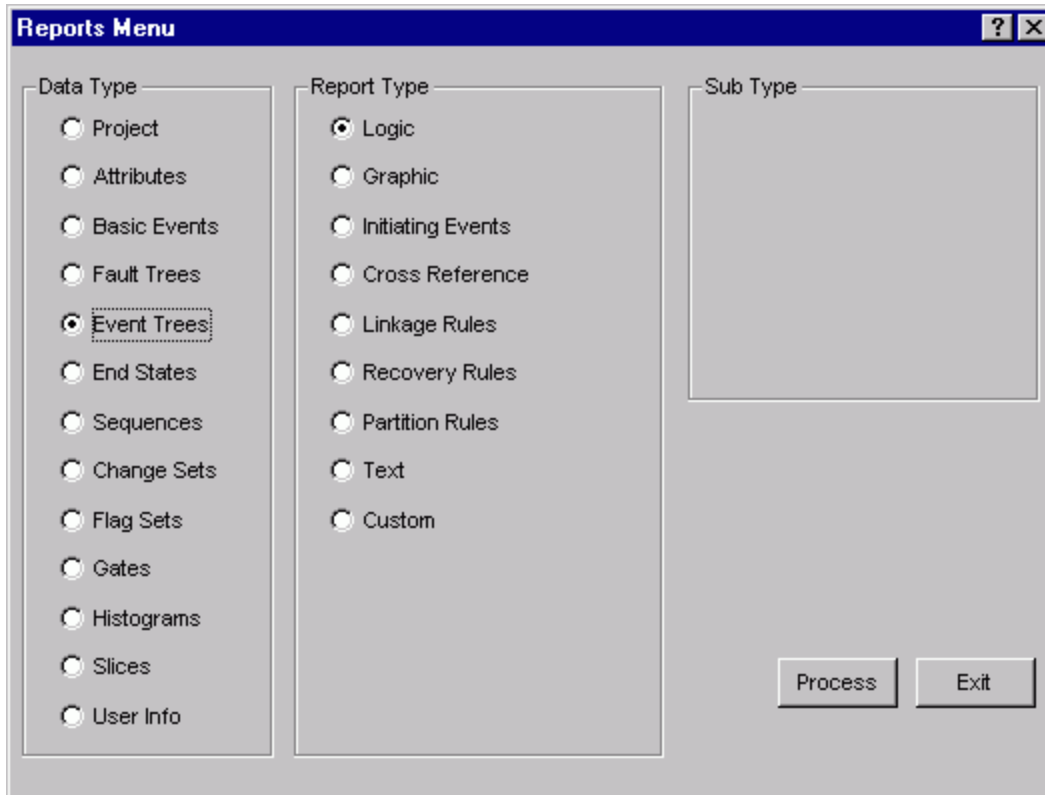 Reports Menu
Data Type
Project
Attributes
Basic Events
Fault Trees
Event Trees
End States
Sequences
Change Sets
Flag Sets
Gates
Histograms
Slices
User Info
Report Type
Logic
Graphic
Initiating Events
Cross Reference
Linkage Rules
Recovery Rules
Partition Rules
Text
Custom
Sub Type
Process
Exit